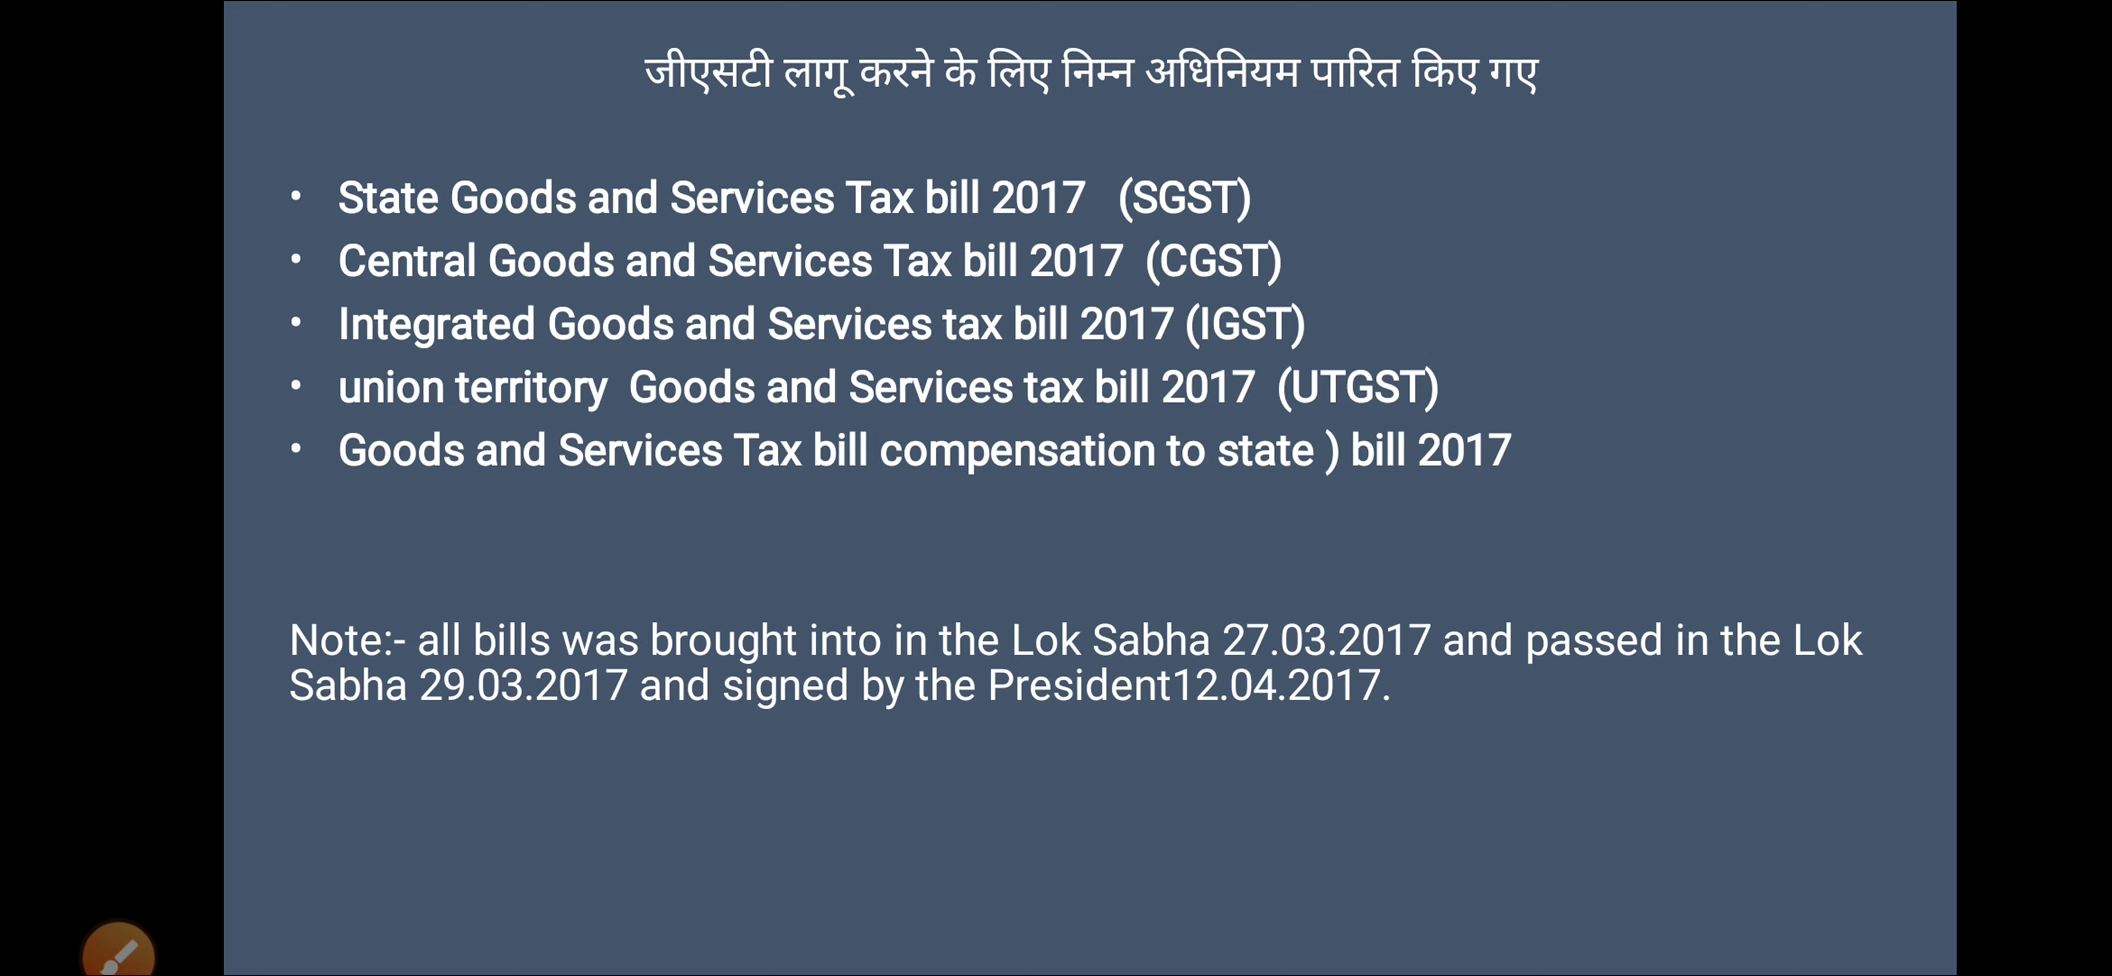 जीएसटी लागू करने के लिए निम्न अधिनियम पारित किए गए
• State Goods and Services Tax bill 2017 (SGST)
• Central Goods and Services Tax bill 2017 (CGST)
• Integrated Goods and Services tax bill 2017 (IGST)
• union territory Goods and Services tax bill 2017 (UTGST)
• Goods and Services Tax bill compensation to state ) bill 2017
Note:- all bills was brought into in the Lok Sabha 27.03.2017 and passed in the Lok
Sabha 29.03.2017 and signed by the President12.04.2017.